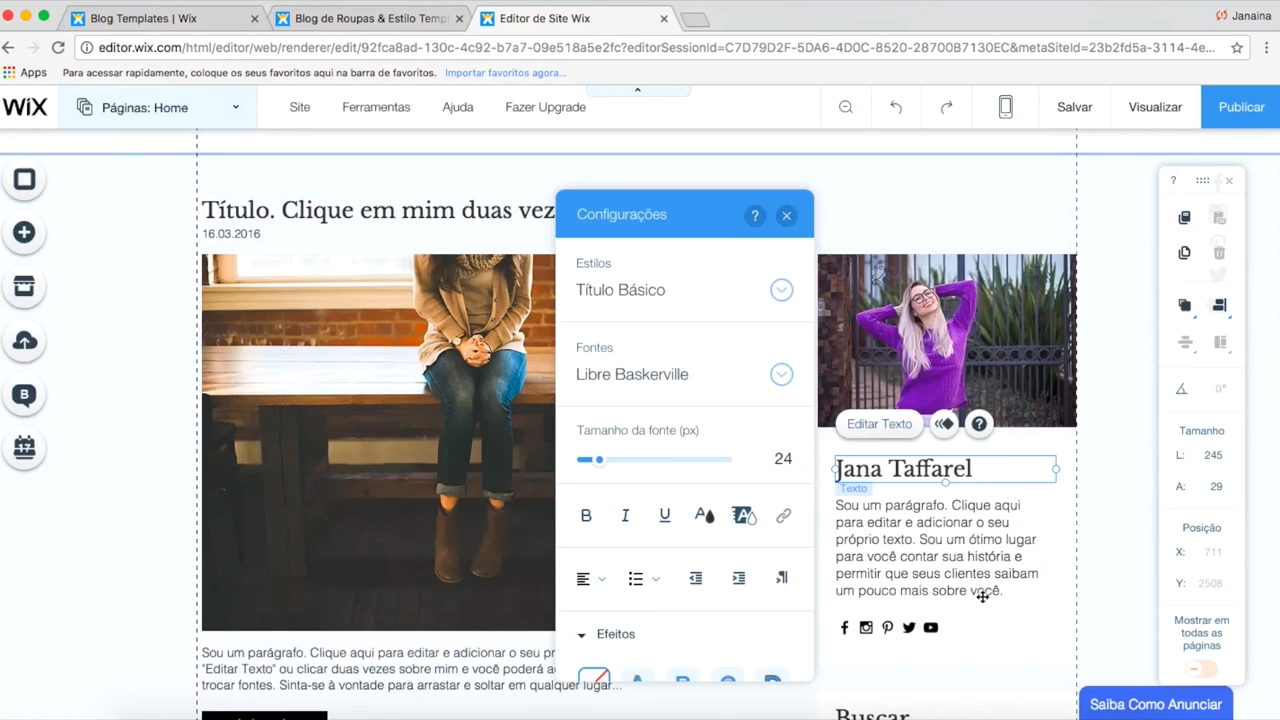 Blog Templates | Wix
Blog de Roupas & Estilo Templ
Editor de Site Wix
Janaina
editor.wix.com/html/editor/web/renderer/edit/92fca8ad-130c-4c92-b7a7-09e518a5e2fc?editorSessionId=C7D79D2F-5DA6-4D0C-8520-28700B7130EC&metaSiteId=23b2fd5a-3114-4e...
Apps
Para acessar rapidamente, coloque os seus favoritos aqui na barra de favoritos.
Importar favoritos agora...
WiX
Páginas: Home
Site
Ferramentas
Ajuda
Fazer Upgrade
Salvar
Visualizar
Publicar
Título. Clique em mim duas vez
16.03.2016
Configurações
?
Estilos
Título Básico
Fontes
Libre Baskerville
Tamanho da fonte (px)
24
B I U A A
Efeitos
Editar Texto
?
Jana Taffarel
Texto
Sou um parágrafo. Clique aqui
para editar e adicionar o seu
próprio texto. Sou um ótimo lugar
para você contar sua história e
permitir que seus clientes saibam
um pouco mais sobre você.
Sou um parágrafo. Clique aqui para editar e adicionar o seu pr
"Editar Texto" ou clicar duas vezes sobre mim e você poderá a
trocar fontes. Sinta-se à vontade para arrastar e soltar em qualquer lugar...
Buscar
?
0°
Tamanho
L: 245
A: 29
Posição
X: 711
Y: 2508
Mostrar em
todas as
páginas
Saiba Como Anunciar